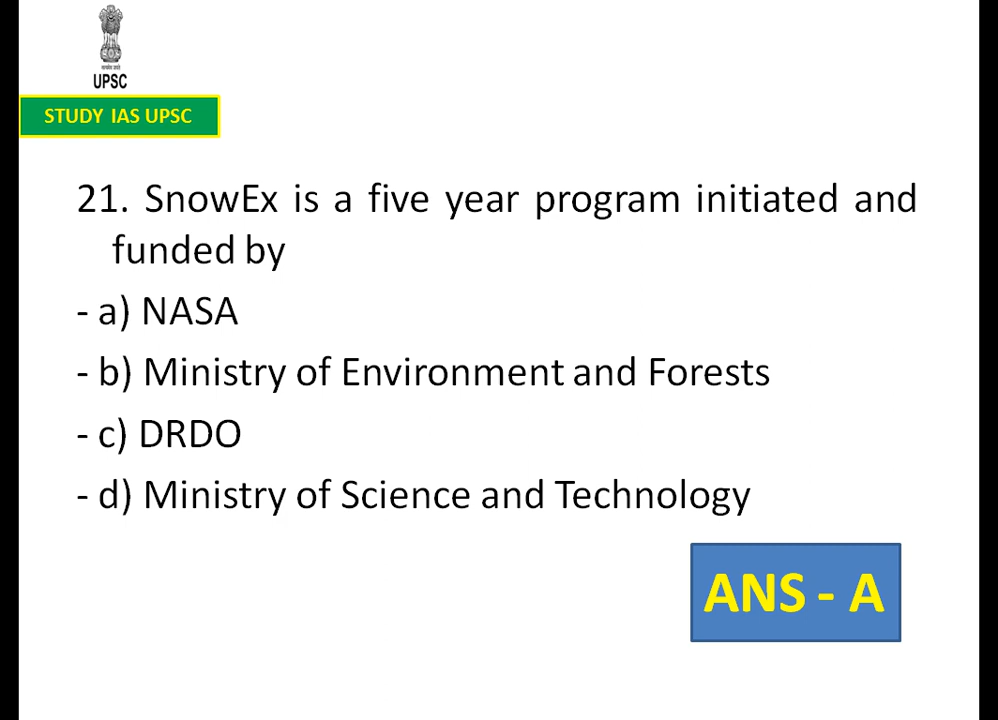 UPSC
STUDY IAS UPSC
21. SnowEx is a five year program initiated and
funded by
- a) NASA
- b) Ministry of Environment and Forests
- c) DRDO
- d) Ministry of Science and Technology
ANS - A